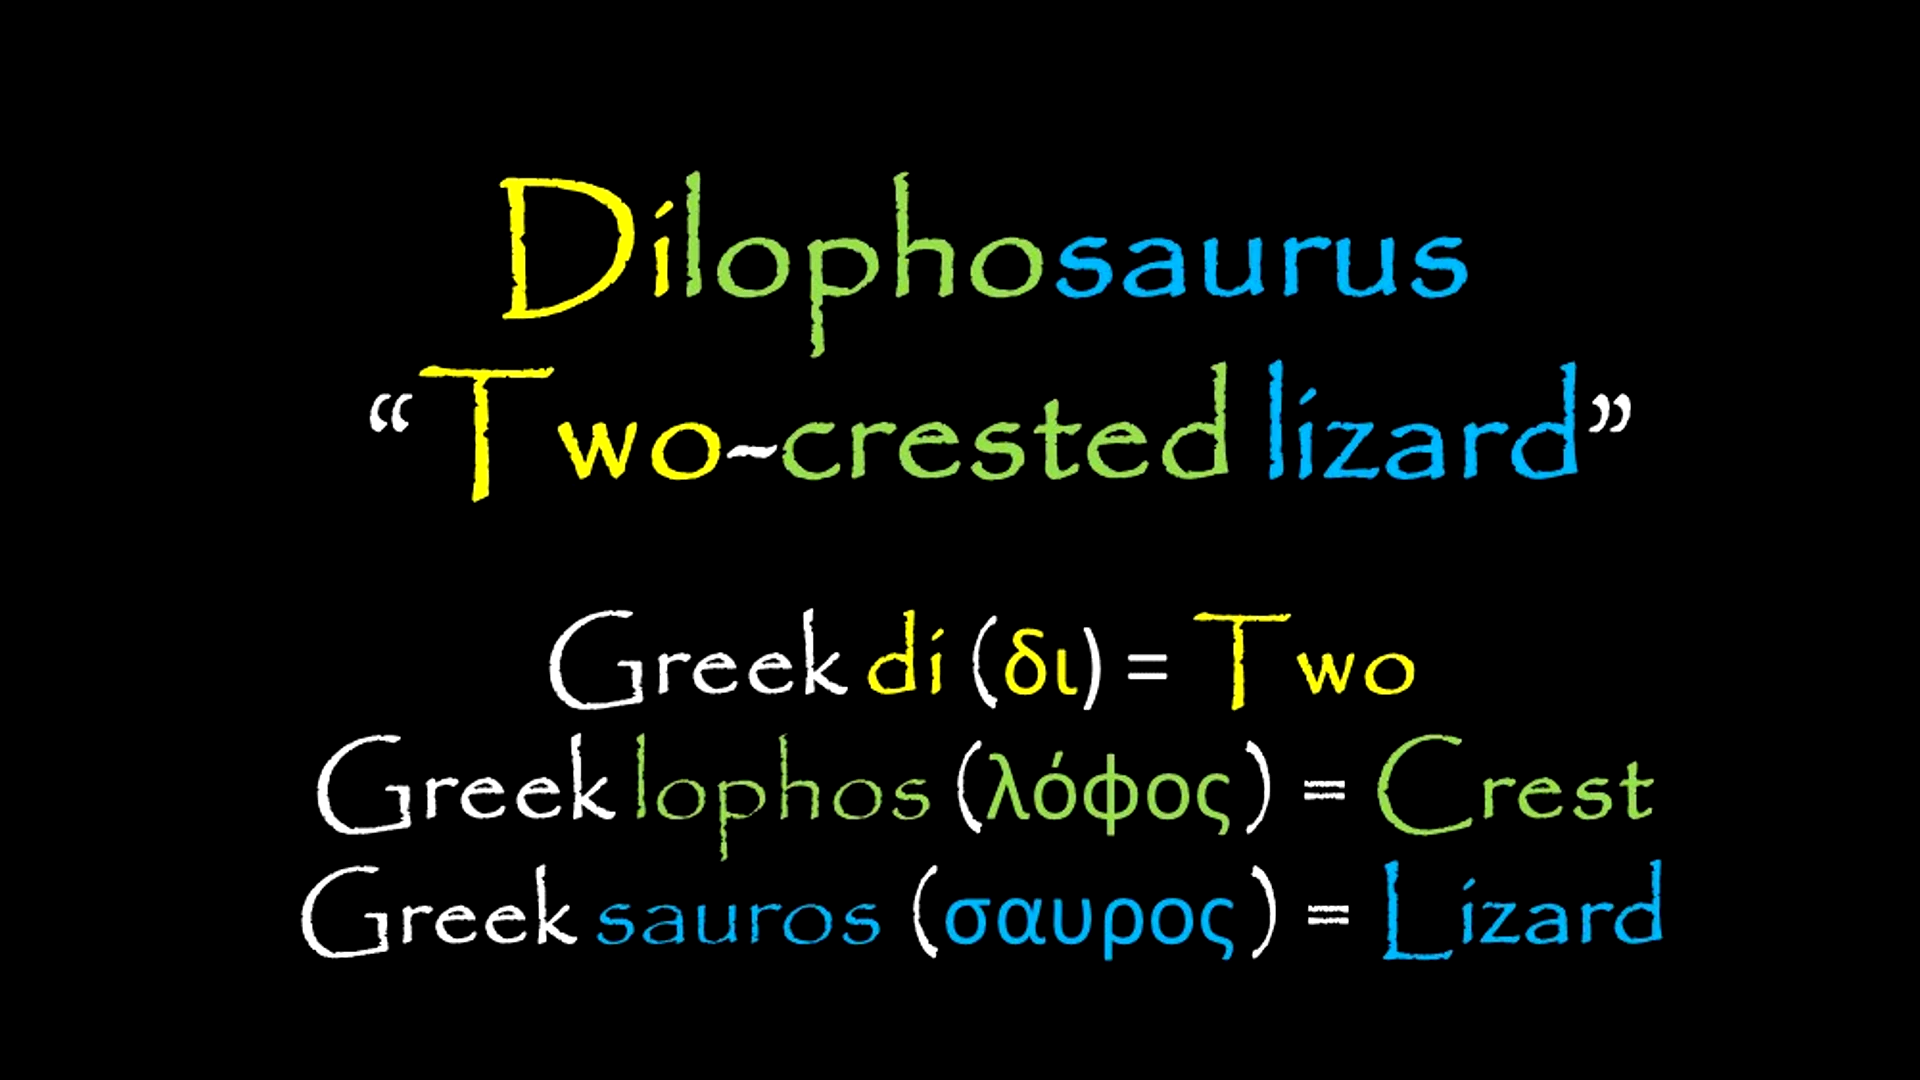 Dilophosaurus
“Two-crested lizard”
Greek di (δι) = Two
Greek lophos (λόφος) = Crest
Greek sauros (σαυρος) = Lizard